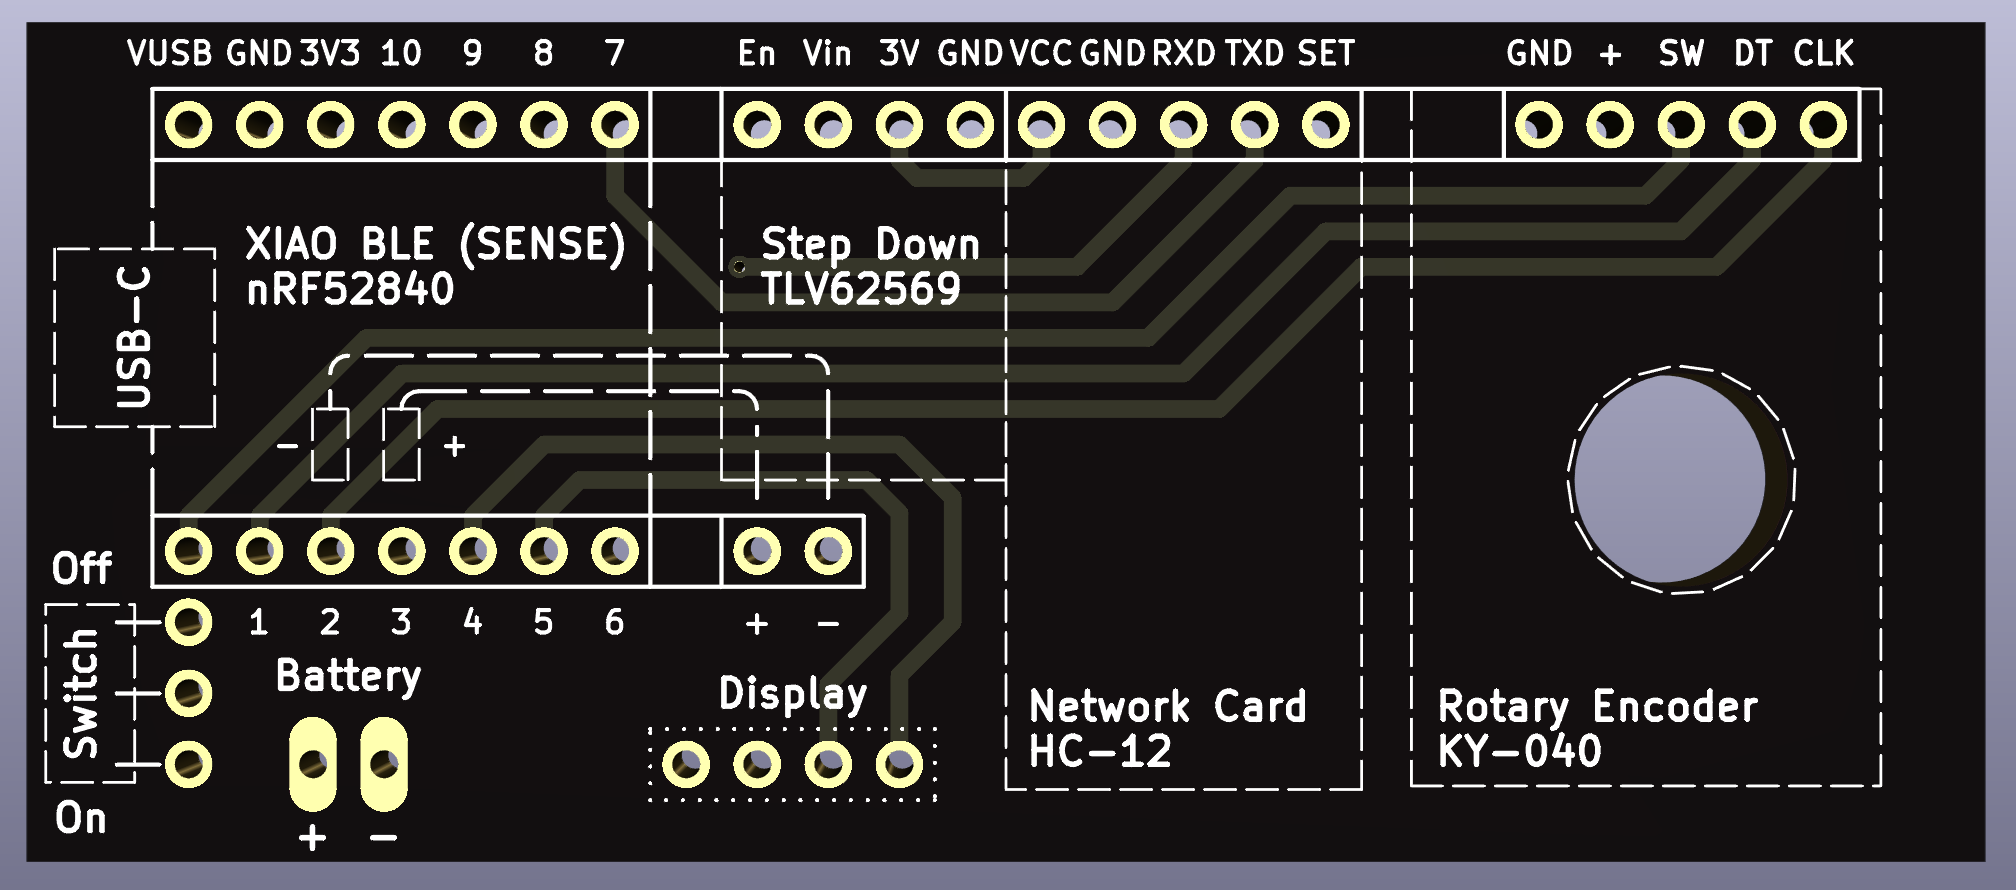 VUSB GND 3V3 10 9 8 7 En Vin 3V GND VCC GND RXD TXD SET GND + SW DT CLK
XIAO BLE (SENSE)
nRF52840
Step Down
TLV62569
USB-C
- +
Off
1 2 3 4 5 6 + -
Switch
Battery
Display
Network Card
HC-12
Rotary Encoder
KY-040
On
+ -